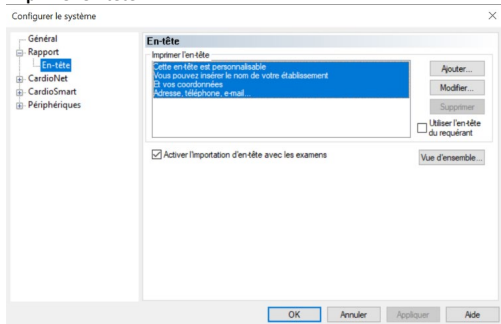 Configurer le système
Général
Rapport
En-tête
CardioNet
CardioSmart
Périphériques
En-tête
Imprimer l'en-tête
Cette en-tête est personnalisable
Vous pouvez insérer le nom de votre établissement
Et vos coordonnées
Adresse, téléphone, e-mail...
Ajouter...
Modifier...
Supprimer
Utiliser l'en-tête
du requérant
Activer l'importation d'en-tête avec les examens
Vue d'ensemble...
OK
Annuler
Appliquer
Aide